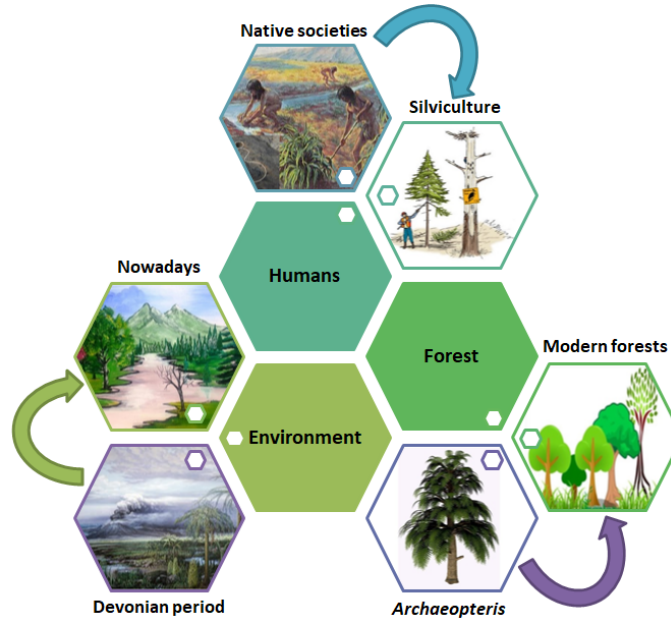 Native societies
Silviculture
Humans
Nowadays
Forest
Modern forests
Environment
Devonian period
Archaeopteris